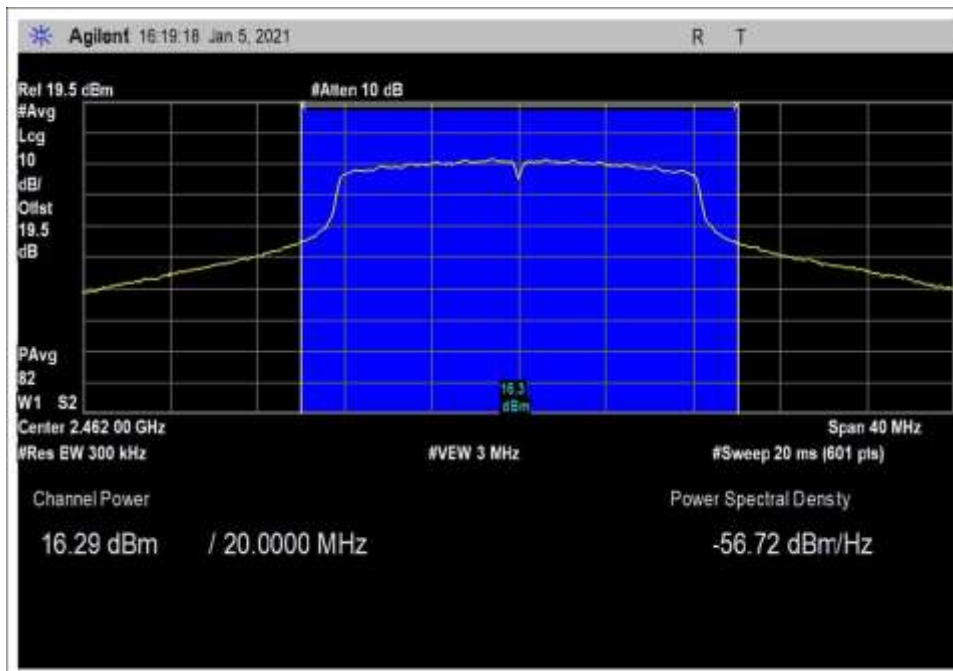 Agilent 16:19:18 Jan 5, 2021 R T
Ref 19.5 dBm #Atten 10 dB
#Avg
Log
10
dB/
Offst
19.5
dB
PAvg
82
W1 S2
16.3
dBm
Center 2.462 00 GHz Span 40 MHz
#Res BW 300 kHz #VBW 3 MHz #Sweep 20 ms (601 pts)
Channel Power Power Spectral Density
16.29 dBm / 20.0000 MHz -56.72 dBm/Hz